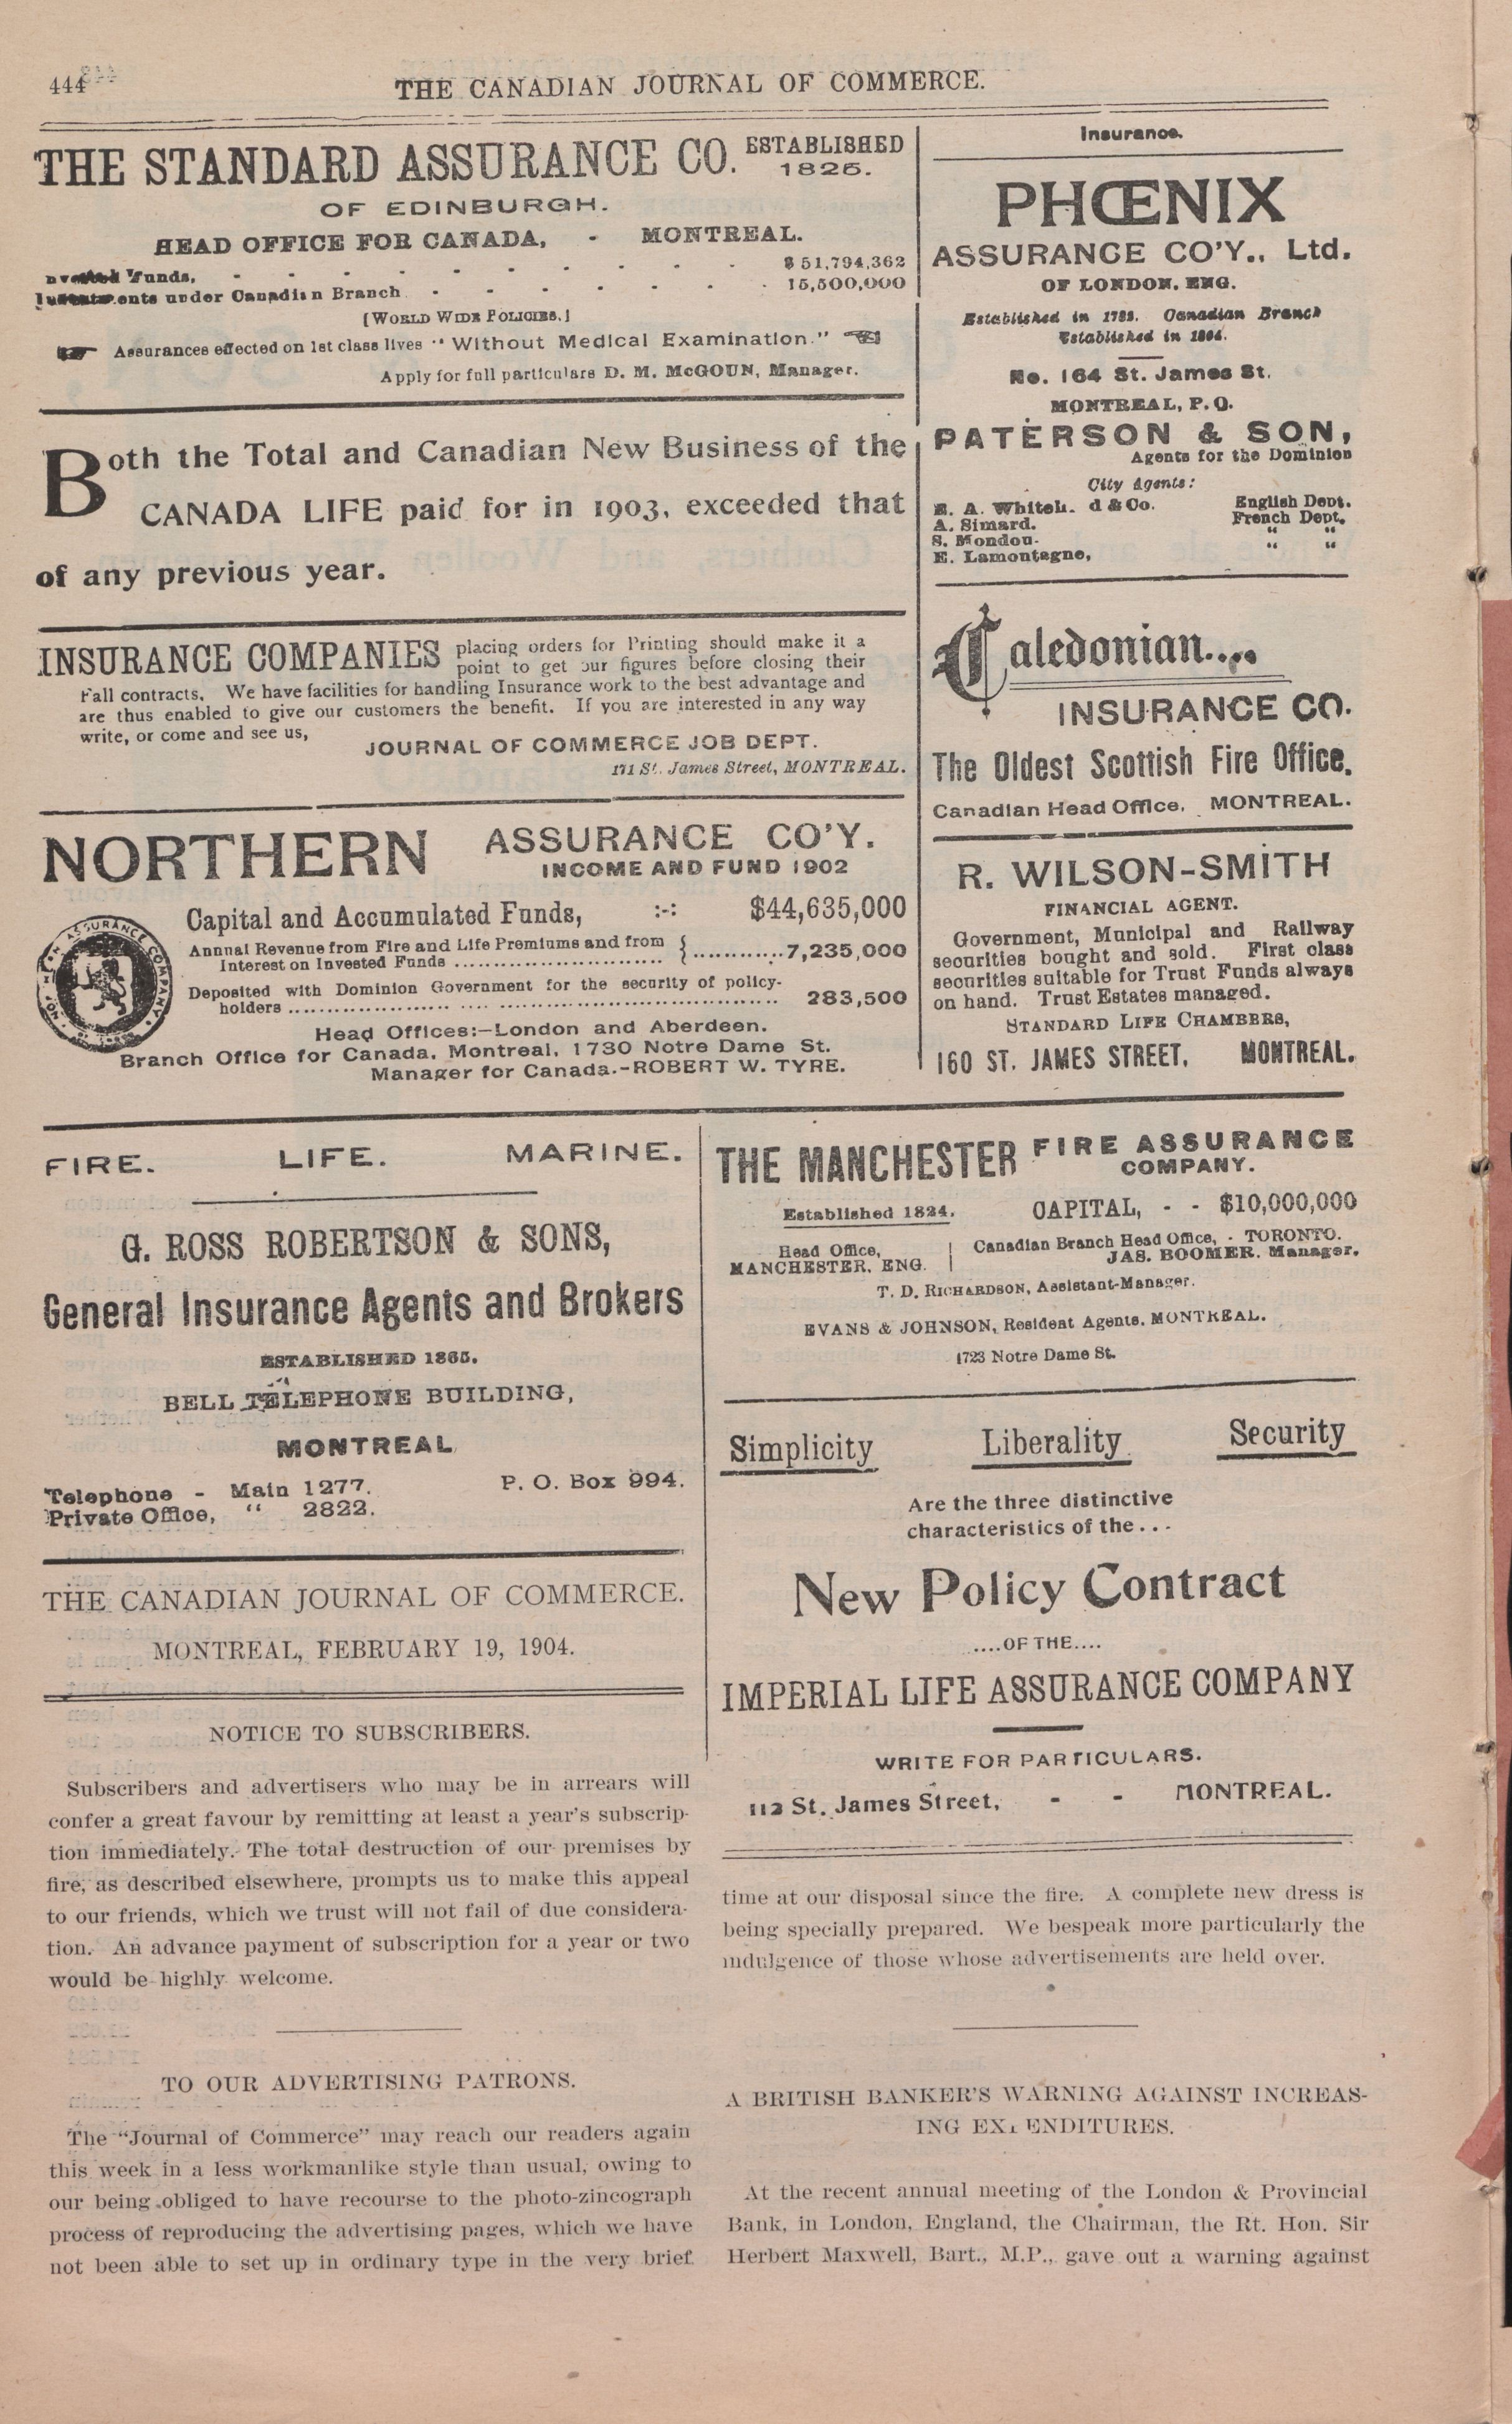 444
THE CANADIAN JOURNAL OF COMMERCE.
THE STANDARD ASSURANCE CO. ESTABLISHED
1825.
OF EDINBURGH.
HEAD OFFICE FOR CANADA, - MONTREAL.
Funds, - - - - - - - - - - $51,794,362
ents under Canadian Branch - - - - - - - 15,500,000
[WORLD WIDE POLICIES.]
Assurances effected on 1st class lives "Without Medical Examination."
Apply for full particulars D. M. McGOUN, Manager.
Both the Total and Canadian New Business of the
CANADA LIFE paid for in 1903, exceeded that
of any previous year.
INSURANCE COMPANIES placing orders for Printing should make it a
point to get our figures before closing their
Fall contracts. We have facilities for handling Insurance work to the best advantage and
are thus enabled to give our customers the benefit. If you are interested in any way
write, or come and see us,
JOURNAL OF COMMERCE JOB DEPT.
171 St. James Street, MONTREAL.
NORTHERN ASSURANCE CO'Y.
INCOME AND FUND 1902
Capital and Accumulated Funds, :-: $44,635,000
Annual Revenue from Fire and Life Premiums and from
Interest on Invested Funds ............ 7,235,000
Deposited with Dominion Government for the security of policy-
holders ............ 283,500
Head Offices:—London and Aberdeen.
Branch Office for Canada, Montreal, 1730 Notre Dame St.
Manager for Canada.—ROBERT W. TYRE.
Insurance.
PHŒNIX
ASSURANCE CO'Y., Ltd.
OF LONDON, ENG.
Established in 1782. Canadian Branch
Established in 1804.
No. 164 St. James St.
MONTREAL, P. Q.
PATERSON & SON,
Agents for the Dominion
City Agents:
E. A. Whiteh. d & Co. English Dept.
A. Simard. French Dept.
S. Mondou. " "
E. Lamontagne, " "
Caledonian....
INSURANCE CO.
The Oldest Scottish Fire Office.
Canadian Head Office, MONTREAL.
R. WILSON-SMITH
FINANCIAL AGENT.
Government, Municipal and Railway
securities bought and sold. First class
securities suitable for Trust Funds always
on hand. Trust Estates managed.
STANDARD LIFE CHAMBERS,
160 ST. JAMES STREET, MONTREAL.
FIRE. LIFE. MARINE.
G. ROSS ROBERTSON & SONS,
General Insurance Agents and Brokers
ESTABLISHED 1865.
BELL TELEPHONE BUILDING,
MONTREAL
Telephone - Main 1277. P. O. Box 994.
Private Office, " 2822.
THE MANCHESTER FIRE ASSURANCE
COMPANY.
Established 1824. CAPITAL, - - $10,000,000
Head Office, Canadian Branch Head Office, - TORONTO.
MANCHESTER, ENG. JAS. BOOMER, Manager.
T. D. RICHARDSON, Assistant-Manager.
EVANS & JOHNSON, Resident Agents, MONTREAL.
1723 Notre Dame St.
Simplicity Liberality Security
Are the three distinctive
characteristics of the...
New Policy Contract
....OF THE....
IMPERIAL LIFE ASSURANCE COMPANY
WRITE FOR PARTICULARS.
112 St. James Street, - - MONTREAL.
THE CANADIAN JOURNAL OF COMMERCE.
MONTREAL, FEBRUARY 19, 1904.
NOTICE TO SUBSCRIBERS.
Subscribers and advertisers who may be in arrears will
confer a great favour by remitting at least a year's subscrip-
tion immediately. The total destruction of our premises by
fire, as described elsewhere, prompts us to make this appeal
to our friends, which we trust will not fail of due considera-
tion. An advance payment of subscription for a year or two
would be highly welcome.
TO OUR ADVERTISING PATRONS.
The "Journal of Commerce" may reach our readers again
this week in a less workmanlike style than usual, owing to
our being obliged to have recourse to the photo-zincograph
process of reproducing the advertising pages, which we have
not been able to set up in ordinary type in the very brief
time at our disposal since the fire. A complete new dress is
being specially prepared. We bespeak more particularly the
indulgence of those whose advertisements are held over.
A BRITISH BANKER'S WARNING AGAINST INCREAS-
ING EXPENDITURES.
At the recent annual meeting of the London & Provincial
Bank, in London, England, the Chairman, the Rt. Hon. Sir
Herbert Maxwell, Bart., M.P., gave out a warning against